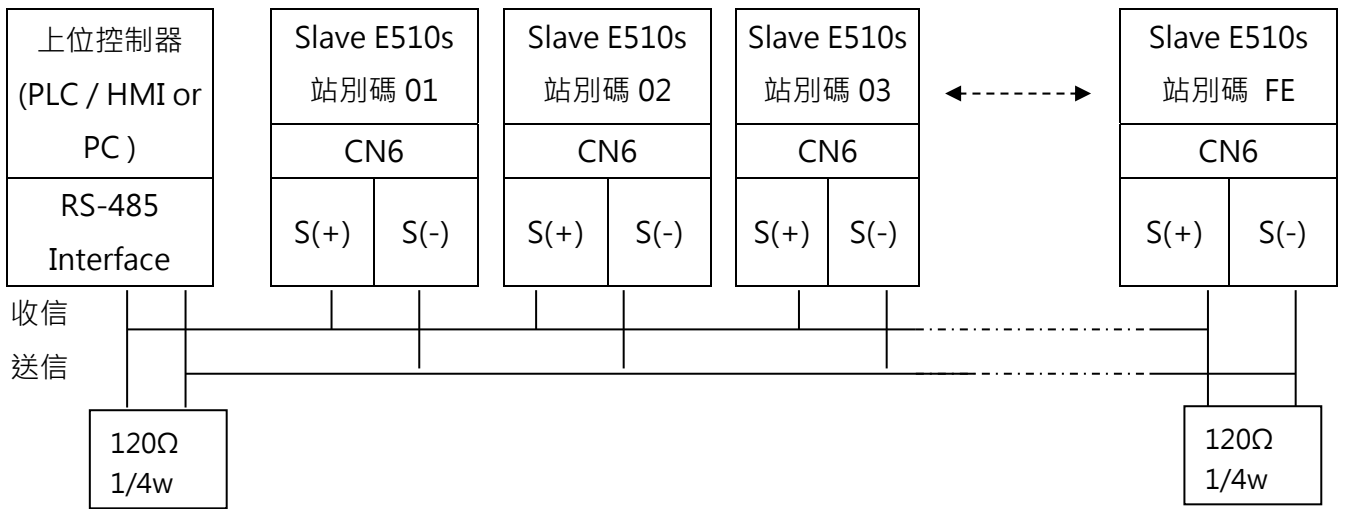 上位控制器
(PLC / HMI or
PC )
RS-485
Interface
Slave E510s
站別碼 01
CN6
S(+) S(-)
Slave E510s
站別碼 02
CN6
S(+) S(-)
Slave E510s
站別碼 03
CN6
S(+) S(-)
Slave E510s
站別碼 FE
CN6
S(+) S(-)
收信
送信
120Ω
1/4w
120Ω
1/4w